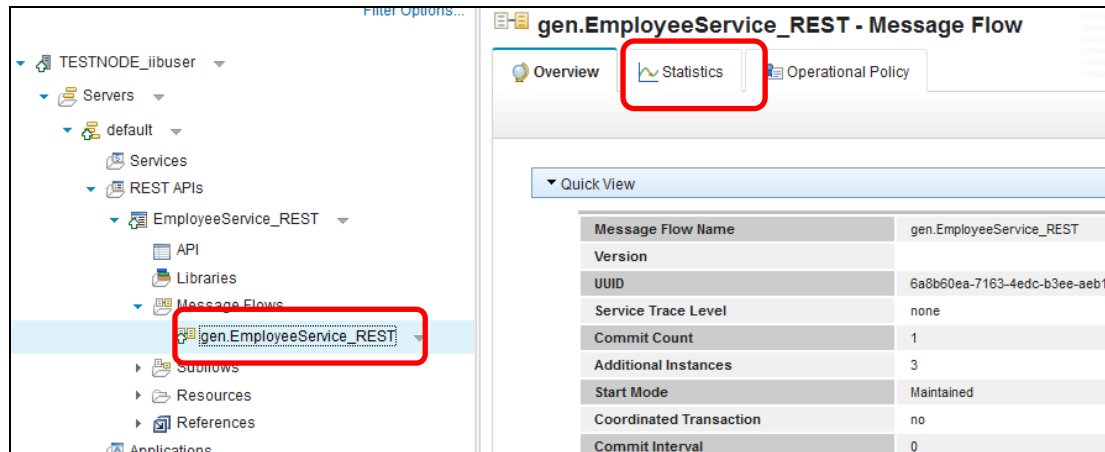 Filter Options...
TESTNODE_iibuser
Servers
default
Services
REST APIs
EmployeeService_REST
API
Libraries
Message Flows
gen.EmployeeService_REST
Subflows
Resources
References
Applications
gen.EmployeeService_REST - Message Flow
Overview Statistics Operational Policy
Quick View
Message Flow Name gen.EmployeeService_REST
Version
UUID 6a8b60ea-7163-4edc-b3ee-aeb1
Service Trace Level none
Commit Count 1
Additional Instances 3
Start Mode Maintained
Coordinated Transaction no
Commit Interval 0